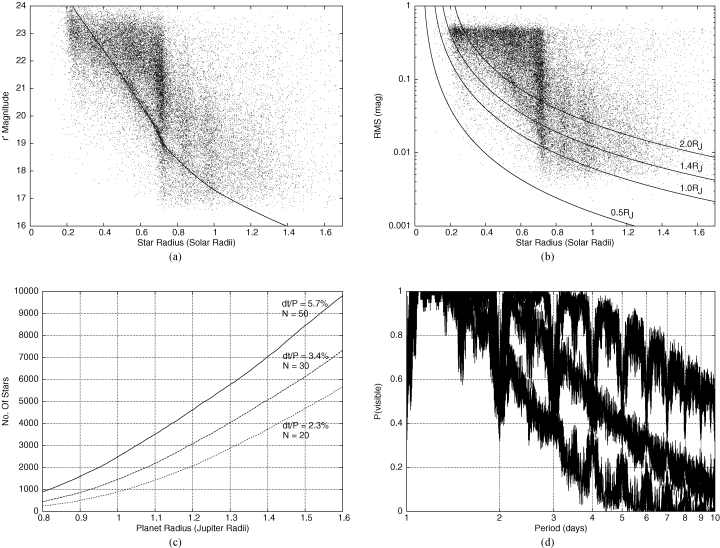 24
23
22
21
20
19
18
17
16
r' Magnitude
0 0.2 0.4 0.6 0.8 1 1.2 1.4 1.6
Star Radius (Solar Radii)
(a)
1
0.1
0.01
0.001
RMS (mag)
2.0RJ
1.4RJ
1.0RJ
0.5RJ
0 0.2 0.4 0.6 0.8 1 1.2 1.4 1.6
Star Radius (Solar Radii)
(b)
10000
9000
8000
7000
6000
5000
4000
3000
2000
1000
0
No. Of Stars
dt/P = 5.7%
N = 50
dt/P = 3.4%
N = 30
dt/P = 2.3%
N = 20
0.8 0.9 1 1.1 1.2 1.3 1.4 1.5 1.6
Planet Radius (Jupiter Radii)
(c)
1
0.8
0.6
0.4
0.2
0
P(visible)
1 2 3 4 5 6 7 8 9 10
Period (days)
(d)